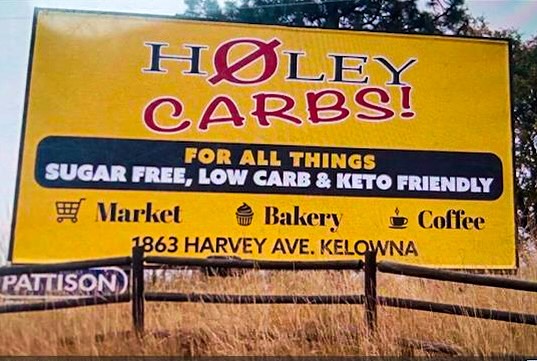 HØLEY
CARBS!
FOR ALL THINGS
SUGAR FREE, LOW CARB & KETO FRIENDLY
Market Bakery Coffee
1863 HARVEY AVE. KELOWNA
PATTISON